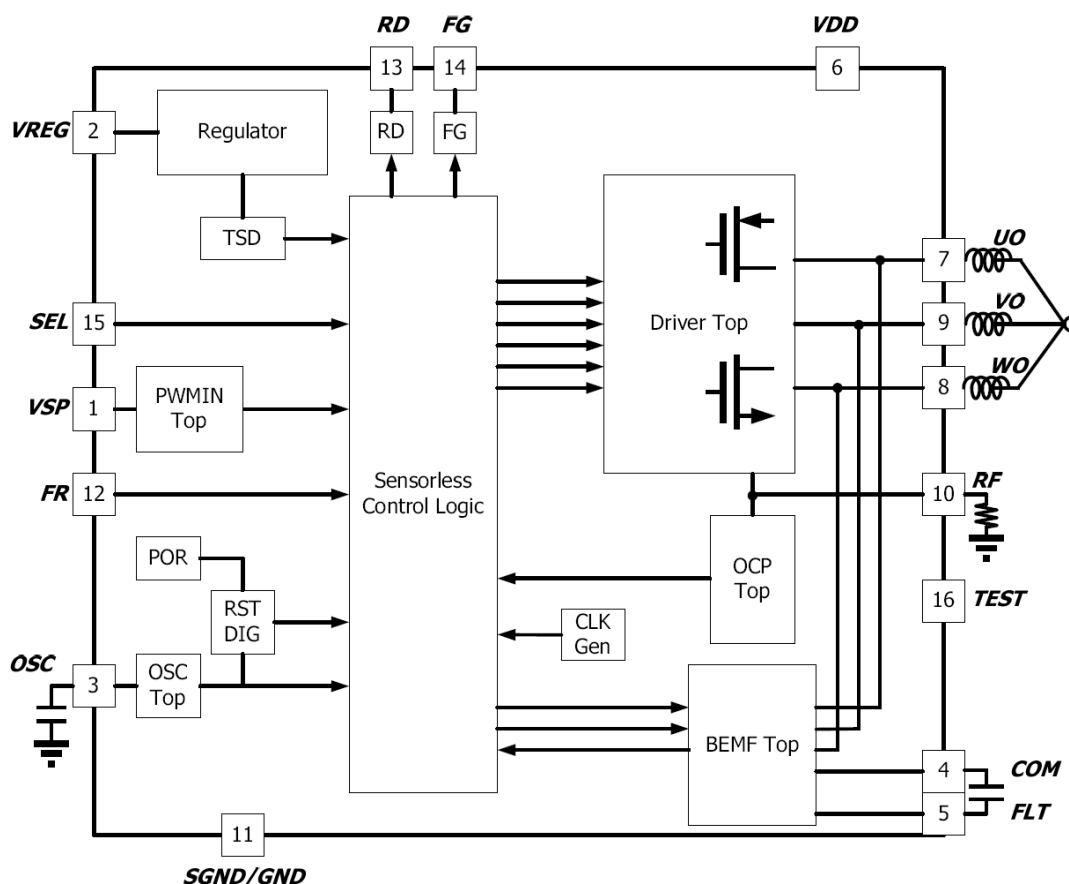 RD
FG
VDD
13
14
6
VREG
2
Regulator
RD
FG
TSD
UO
7
SEL
15
Driver Top
VO
9
VSP
1
PWMIN
Top
WO
8
FR
12
Sensorless
Control Logic
RF
10
POR
OCP
Top
RST
DIG
CLK
Gen
16
TEST
OSC
3
OSC
Top
BEMF Top
4
COM
5
FLT
11
SGND/GND